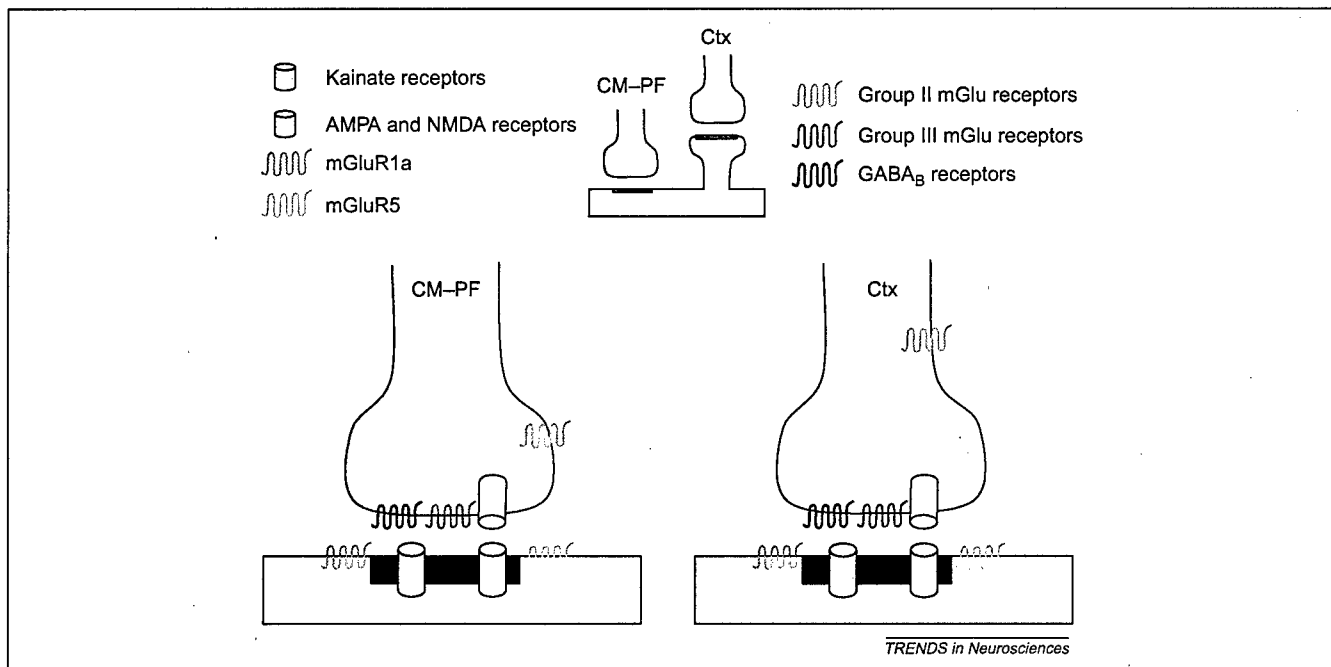 Kainate receptors
AMPA and NMDA receptors
mGluR1a
mGluR5
CM–PF
Ctx
Group II mGlu receptors
Group III mGlu receptors
GABA_B receptors
CM–PF
Ctx
TRENDS in Neurosciences